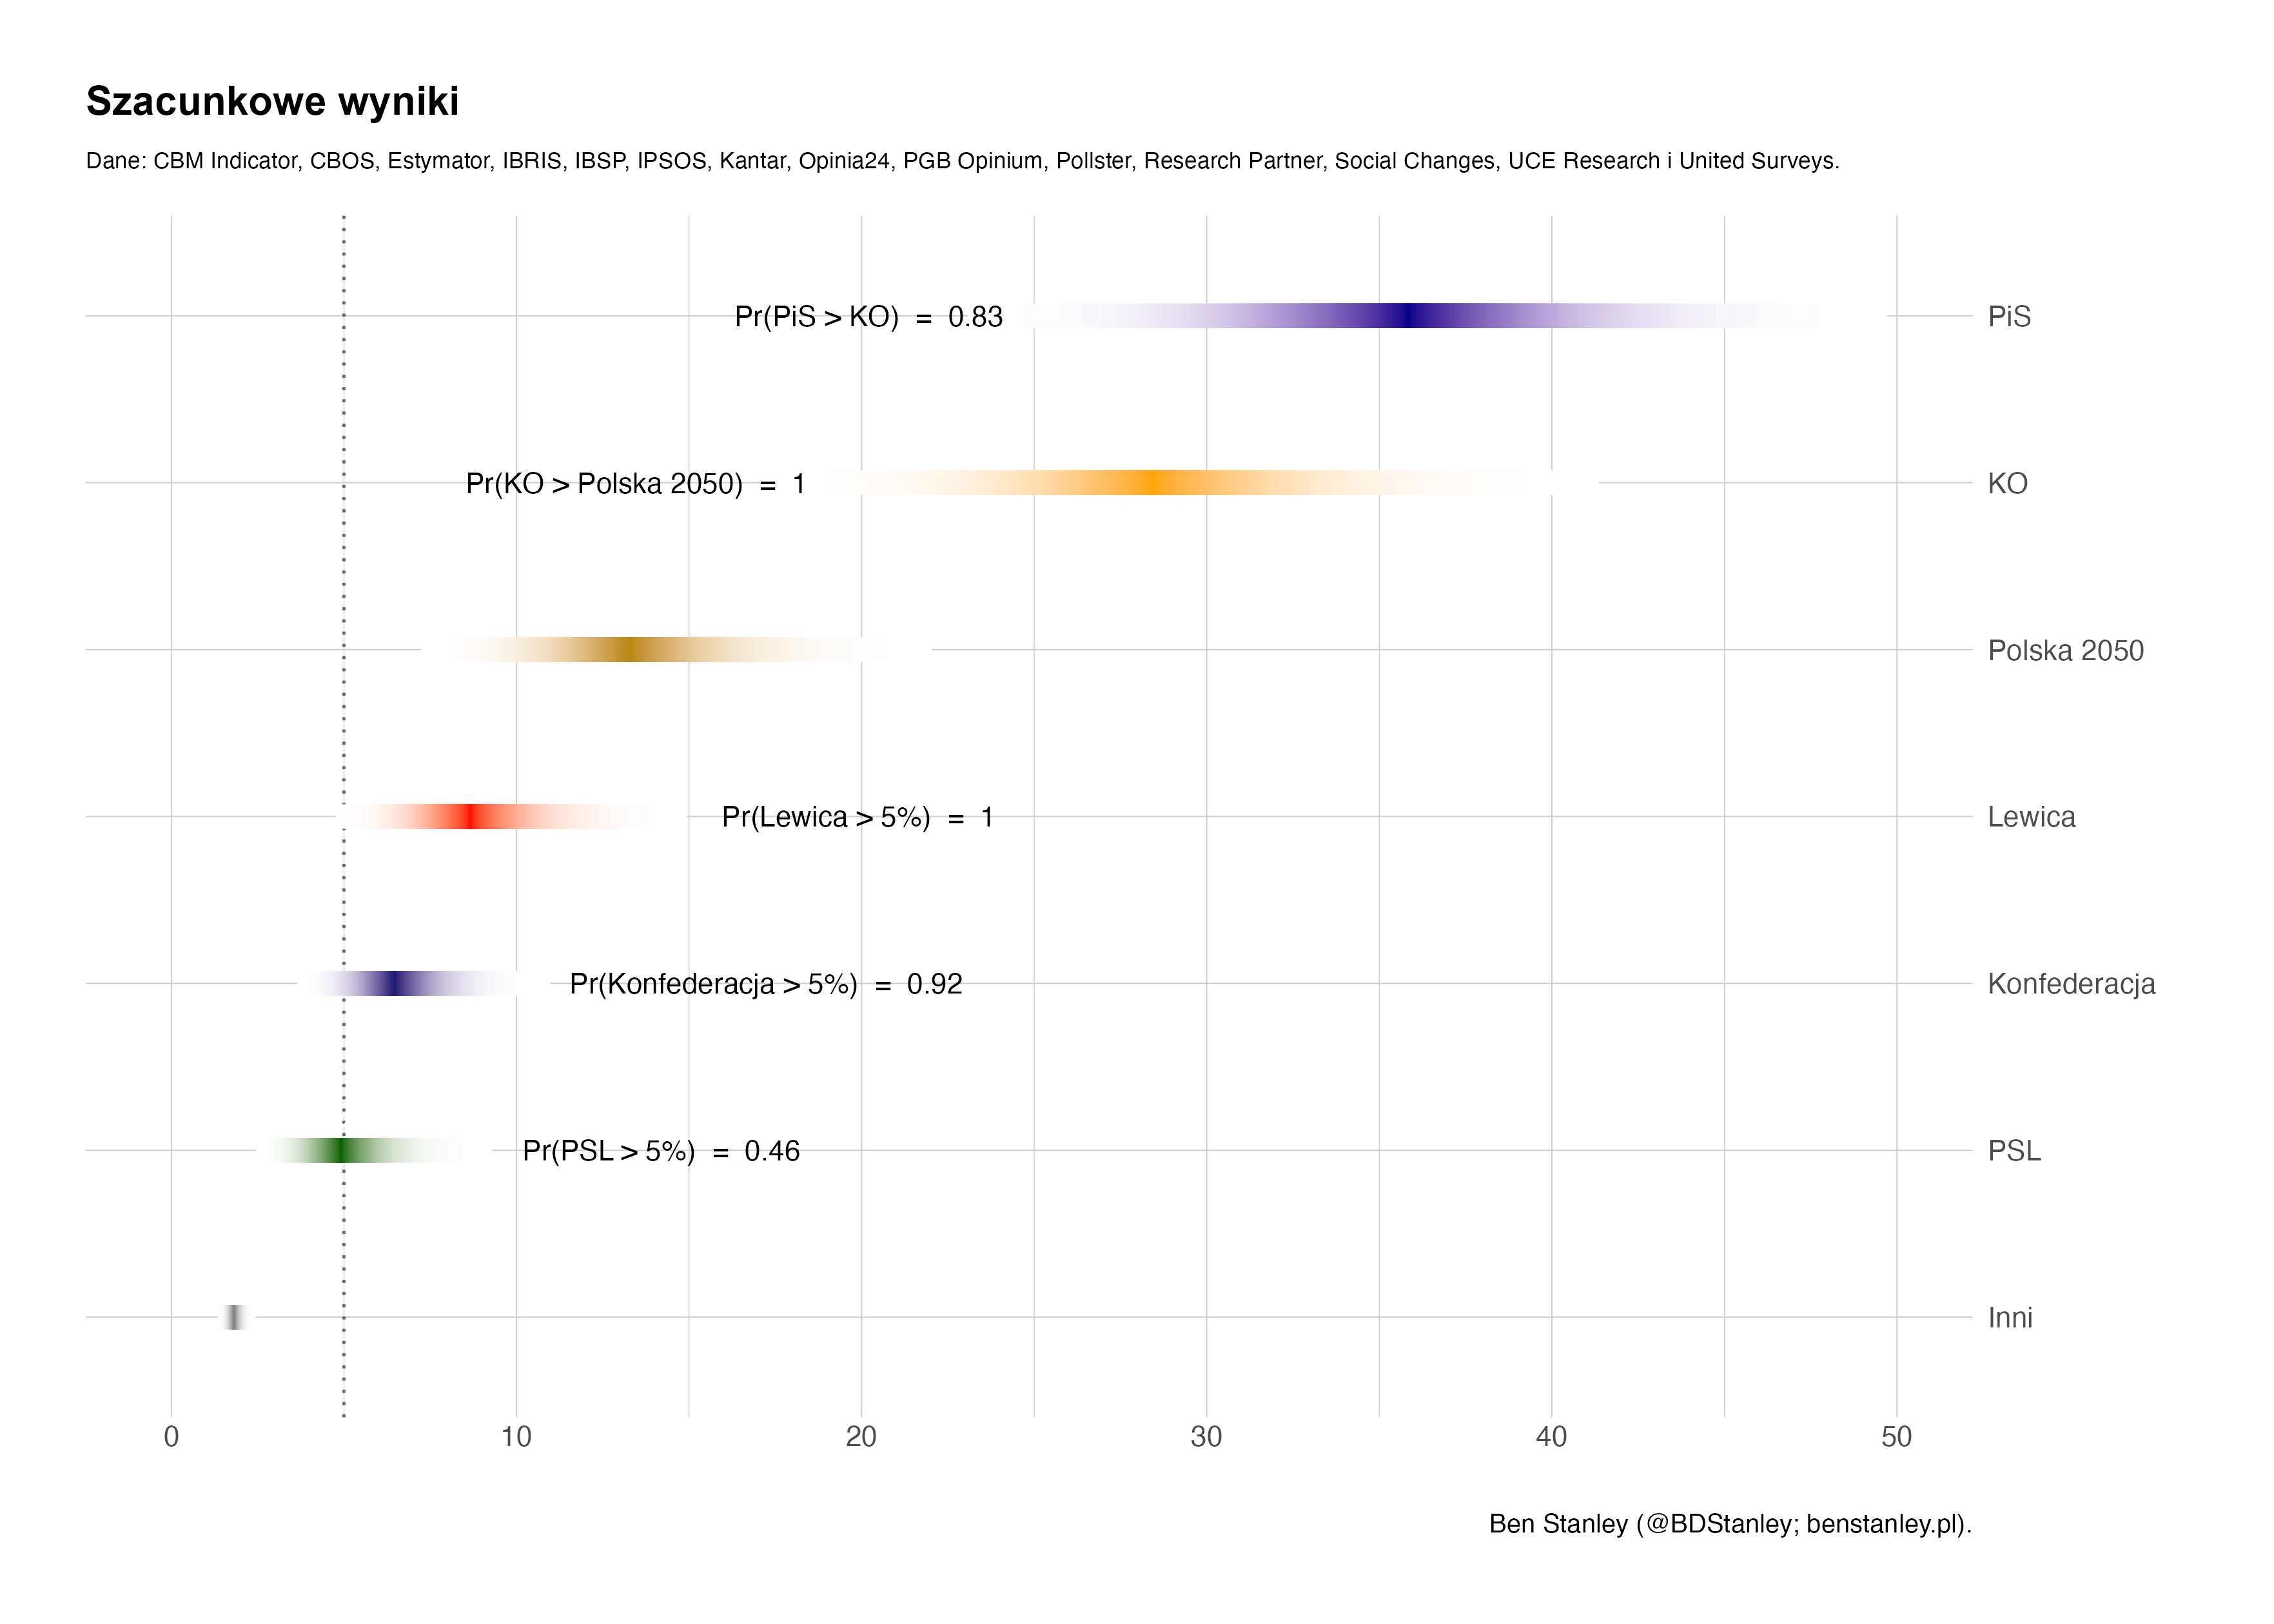 Szacunkowe wyniki
Dane: CBM Indicator, CBOS, Estymator, IBRIS, IBSP, IPSOS, Kantar, Opinia24, PGB Opinium, Pollster, Research Partner, Social Changes, UCE Research i United Surveys.
Pr(PiS > KO) = 0.83
PiS
Pr(KO > Polska 2050) = 1
KO
Polska 2050
Pr(Lewica > 5%) = 1
Lewica
Pr(Konfederacja > 5%) = 0.92
Konfederacja
Pr(PSL > 5%) = 0.46
PSL
Inni
0 10 20 30 40 50
Ben Stanley (@BDStanley; benstanley.pl).